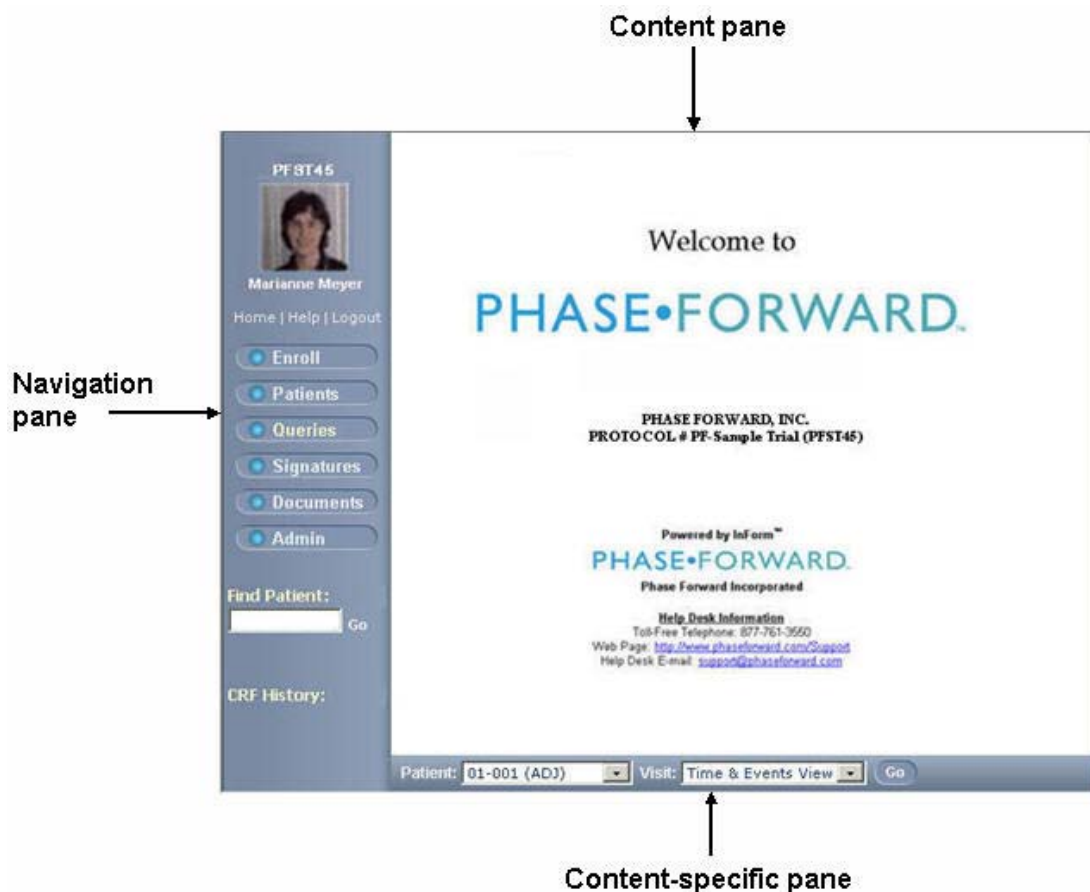 Content pane
PFST45
Marianne Meyer
Home | Help | Logout
Enroll
Patients
Queries
Signatures
Documents
Admin
Find Patient:
Go
CRF History:
Navigation
pane
Welcome to
PHASE•FORWARD™
PHASE FORWARD, INC.
PROTOCOL # PF-Sample Trial (PFST45)
Powered by InForm™
PHASE•FORWARD™
Phase Forward Incorporated
Help Desk Information
Toll-Free Telephone: 877-761-3550
Web Page: http://www.phaseforward.com/Support
Help Desk E-mail: support@phaseforward.com
Patient: 01-001 (ADJ) Visit: Time & Events View Go
Content-specific pane